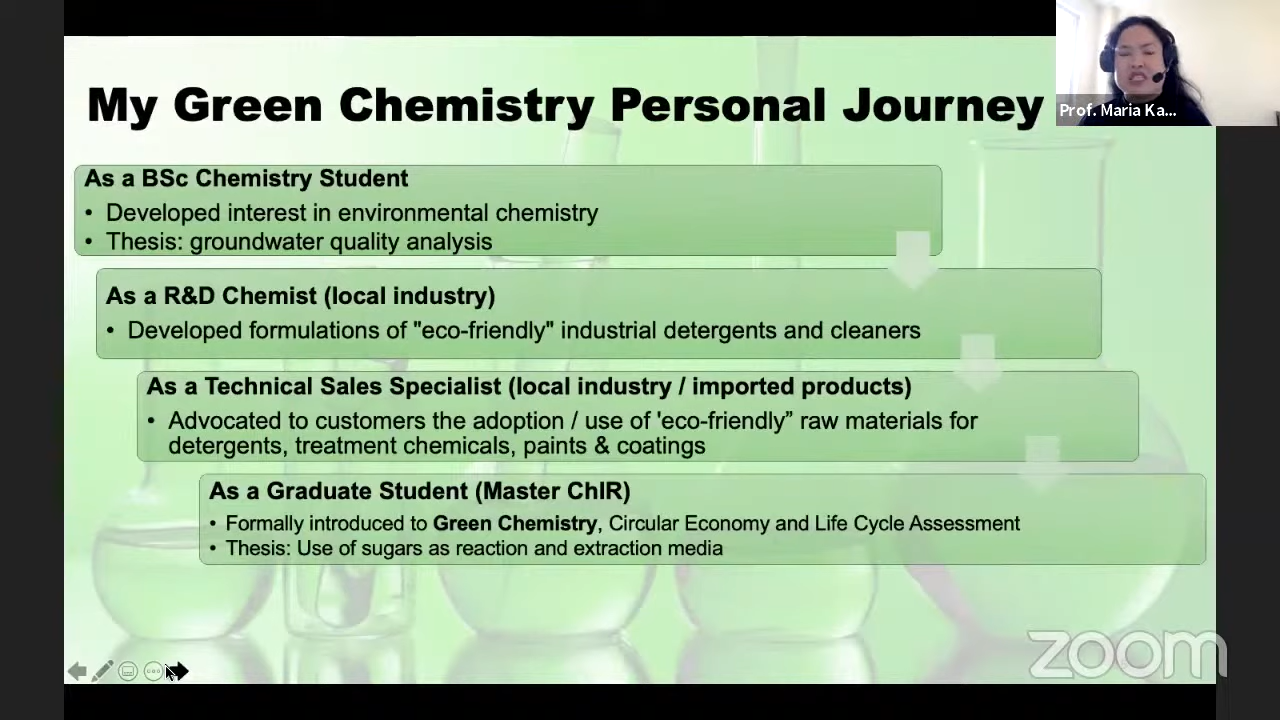 My Green Chemistry Personal Journey
Prof. Maria Ka...
As a BSc Chemistry Student
• Developed interest in environmental chemistry
• Thesis: groundwater quality analysis
As a R&D Chemist (local industry)
• Developed formulations of "eco-friendly" industrial detergents and cleaners
As a Technical Sales Specialist (local industry / imported products)
• Advocated to customers the adoption / use of 'eco-friendly” raw materials for
detergents, treatment chemicals, paints & coatings
As a Graduate Student (Master ChIR)
• Formally introduced to Green Chemistry, Circular Economy and Life Cycle Assessment
• Thesis: Use of sugars as reaction and extraction media
zoom